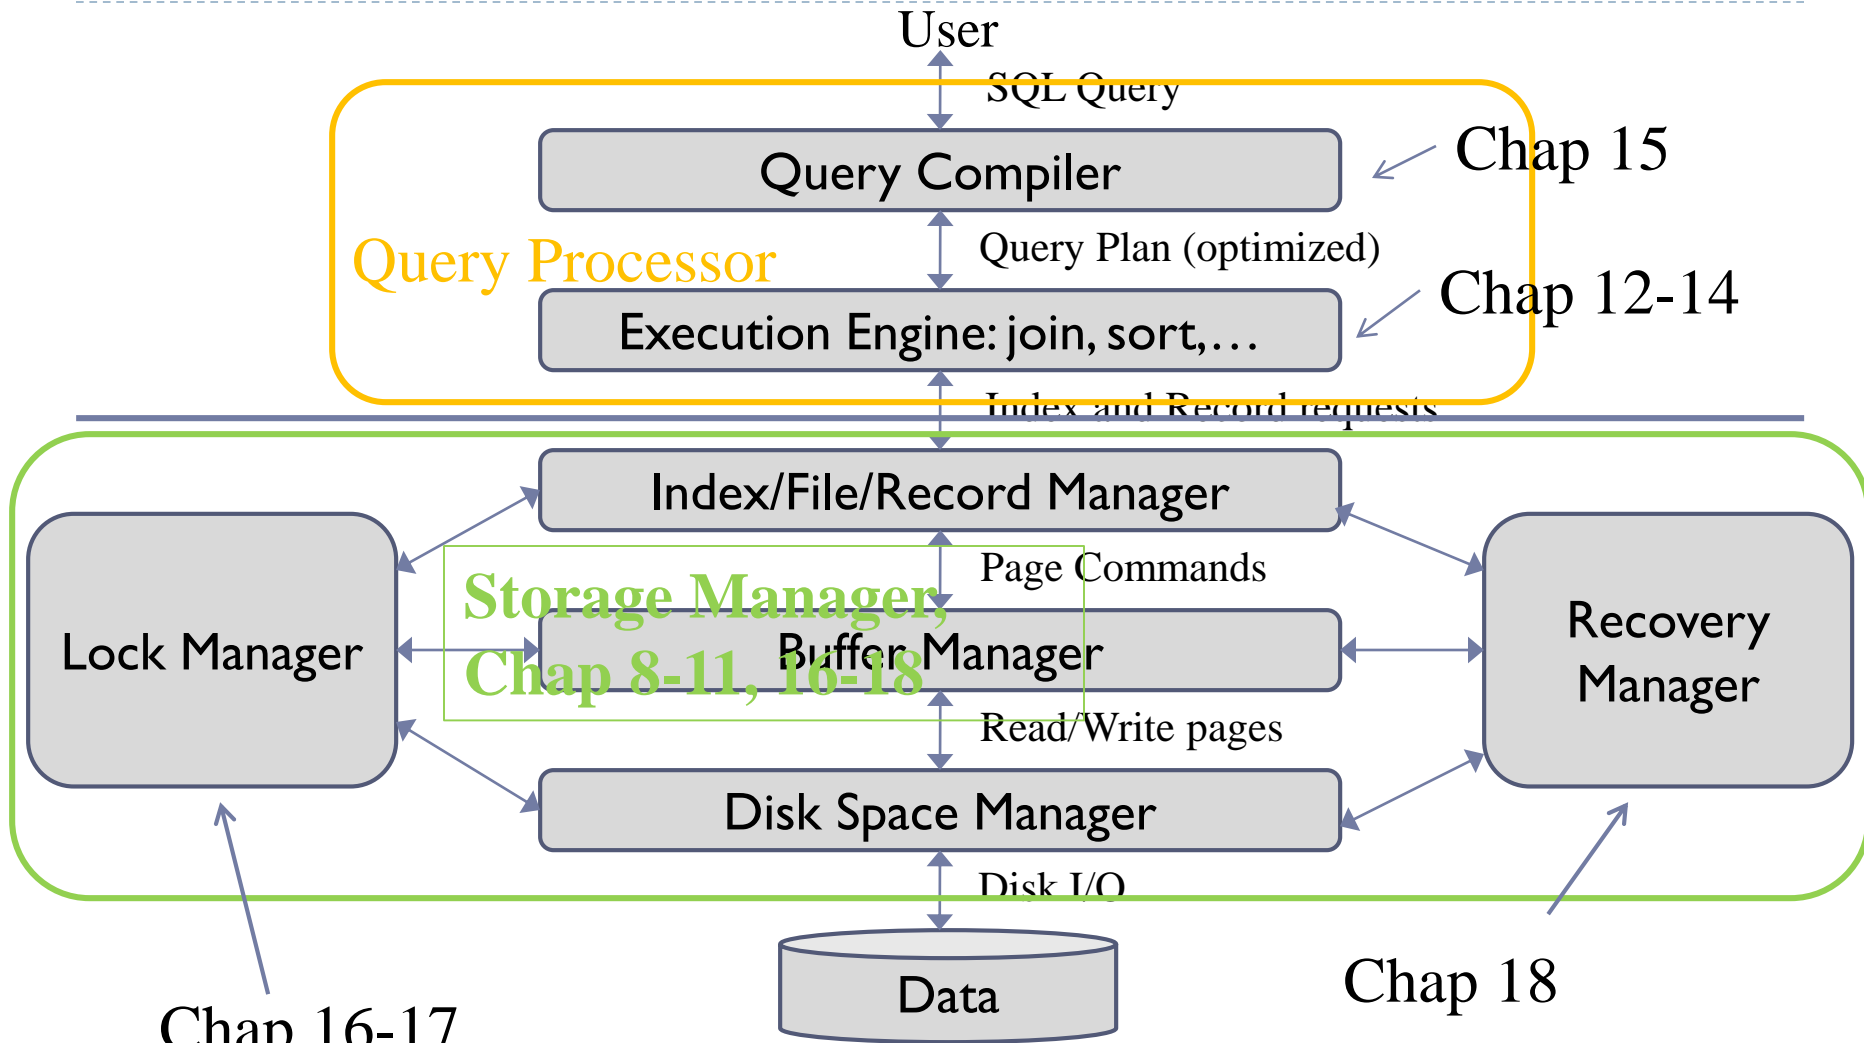 User
SQL Query
Query Compiler
Chap 15
Query Processor
Query Plan (optimized)
Chap 12-14
Execution Engine: join, sort,…
Index and Record requests
Index/File/Record Manager
Page Commands
Storage Manager,
Chap 8-11, 16-18
Lock Manager
Buffer Manager
Recovery
Manager
Read/Write pages
Disk Space Manager
Disk I/O
Data
Chap 18
Chap 16-17